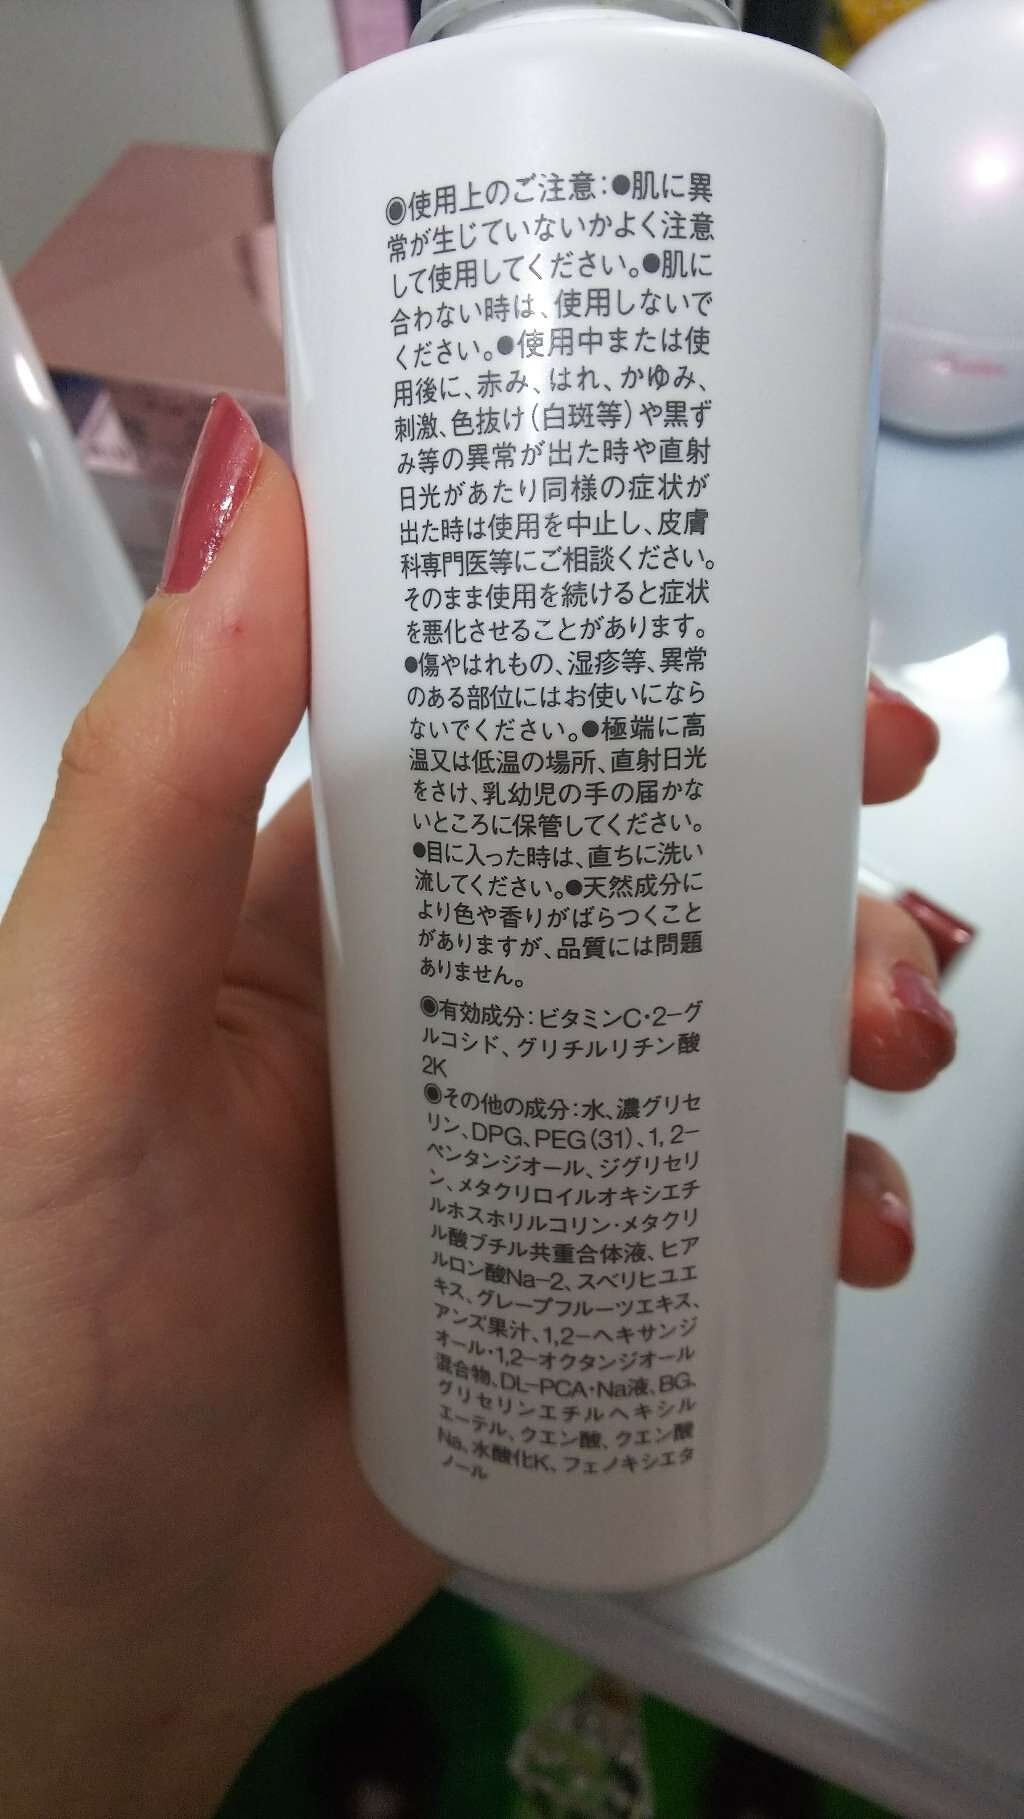 ◉使用上のご注意：●肌に異
常が生じていないかよく注意
して使用してください。●肌に
合わない時は、使用しないで
ください。●使用中または使
用後に、赤み、はれ、かゆみ、
刺激、色抜け（白斑等）や黒ず
み等の異常が出た時や直射
日光があたり同様の症状が
出た時は使用を中止し、皮膚
科専門医等にご相談ください。
そのまま使用を続けると症状
を悪化させることがあります。
●傷やはれもの、湿疹等、異常
のある部位にはお使いになら
ないでください。●極端に高
温又は低温の場所、直射日光
をさけ、乳幼児の手の届かな
いところに保管してください。
●目に入った時は、直ちに洗い
流してください。●天然成分に
より色や香りがばらつくこと
がありますが、品質には問題
ありません。
◉有効成分：ビタミンC・2−グ
ルコシド、グリチルリチン酸
2K
◉その他の成分：水、濃グリセ
リン、DPG、PEG（31）、1,2−
ペンタンジオール、ジグリセリ
ン、メタクリロイルオキシエチ
ルホスホリルコリン・メタクリ
ル酸ブチル共重合体液、ヒア
ルロン酸Na−2、スベリヒユエ
キス、グレープフルーツエキス、
アンズ果汁、1,2−ヘキサンジ
オール・1,2−オクタンジオール
混合物、DL−PCA・Na液、BG、
グリセリンエチルヘキシル
エーテル、クエン酸、クエン酸
Na、水酸化K、フェノキシエタ
ノール